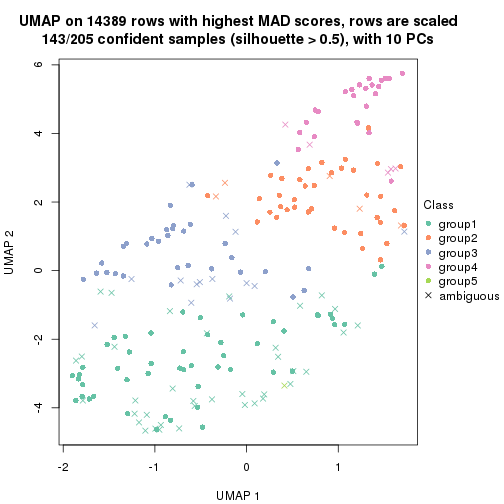 UMAP on 14389 rows with highest MAD scores, rows are scaled
143/205 confident samples (silhouette > 0.5), with 10 PCs
6
4
2
0
-2
-4
UMAP 2
-2
-1
0
1
UMAP 1
Class
group1
group2
group3
group4
group5
ambiguous